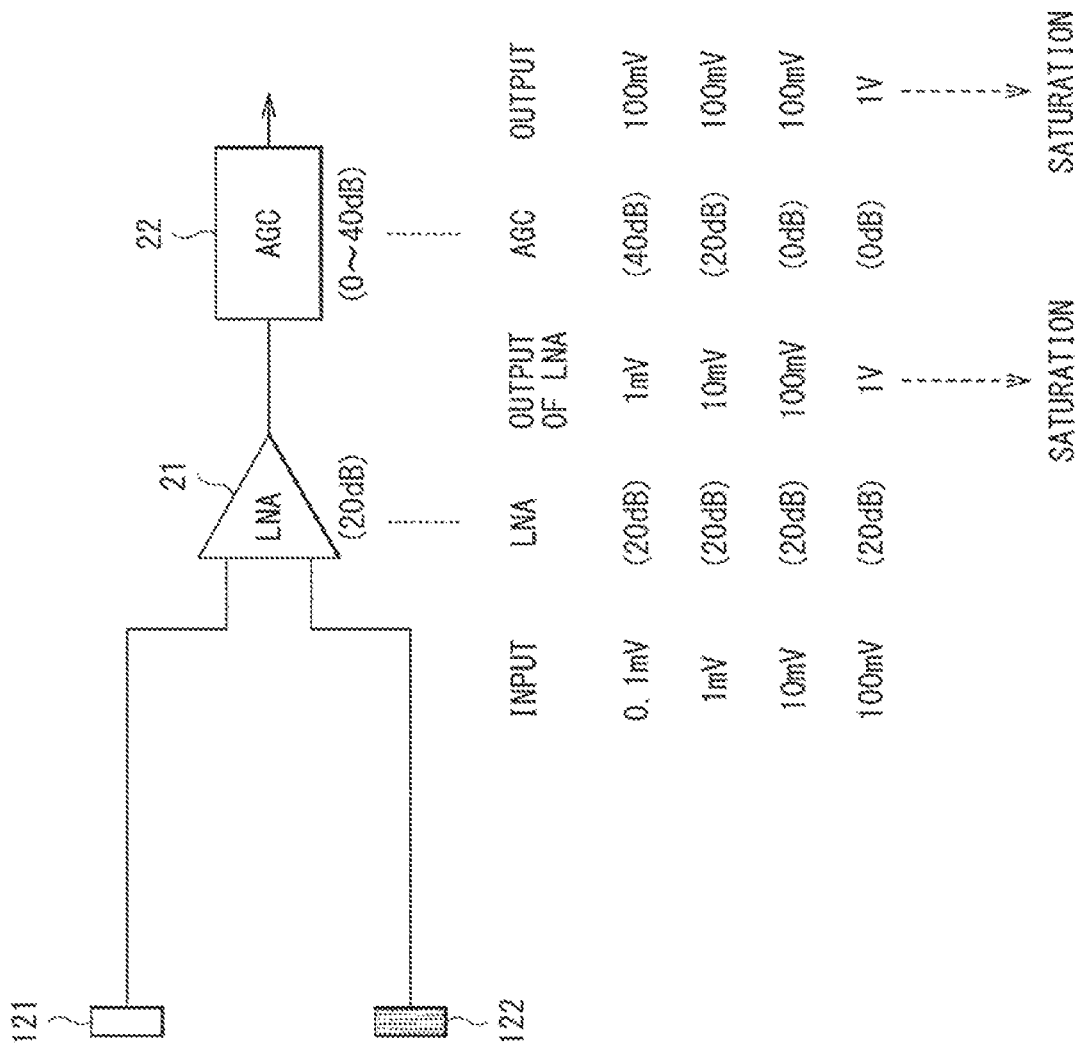 121
122
21
LNA
(20dB)
22
AGC
(0~40dB)
INPUT LNA OUTPUT OF LNA AGC OUTPUT
0. 1mV (20dB) 1mV (40dB) 100mV
1mV (20dB) 10mV (20dB) 100mV
10mV (20dB) 100mV (0dB) 100mV
100mV (20dB) 1V (0dB) 1V
SATURATION SATURATION